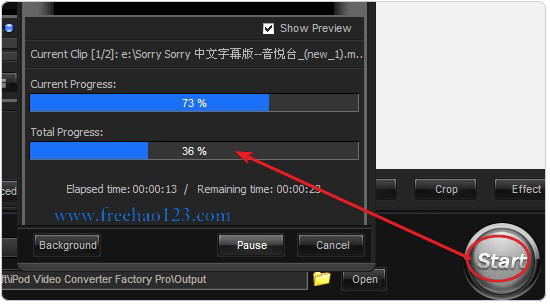 Show Preview
Current Clip [1/2]: e:\Sorry Sorry 中文字幕版--音悦台_(new_1).m..
Current Progress:
73 %
Total Progress:
36 %
Elapsed time: 00:00:13 / Remaining time: 00:00:23
www.freehao123.com
Crop
Effect
Background
Pause
Cancel
Start
ft\iPod Video Converter Factory Pro\Output
Open